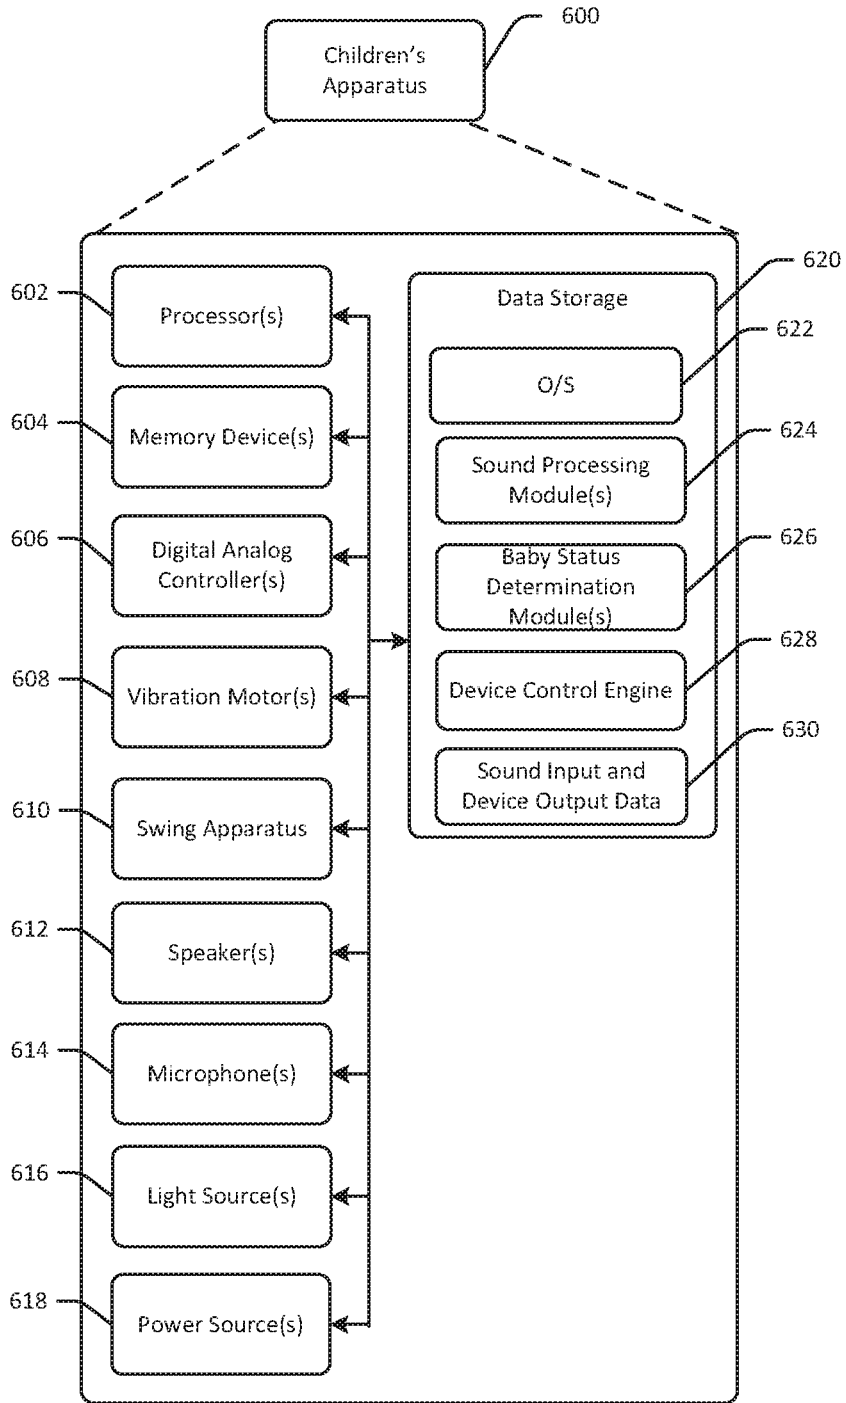 600
Children's
Apparatus
620
602
Processor(s)
Data Storage
622
O/S
604
Memory Device(s)
624
Sound Processing
Module(s)
606
Digital Analog
Controller(s)
626
Baby Status
Determination
Module(s)
608
Vibration Motor(s)
628
Device Control Engine
630
Sound Input and
Device Output Data
610
Swing Apparatus
612
Speaker(s)
614
Microphone(s)
616
Light Source(s)
618
Power Source(s)